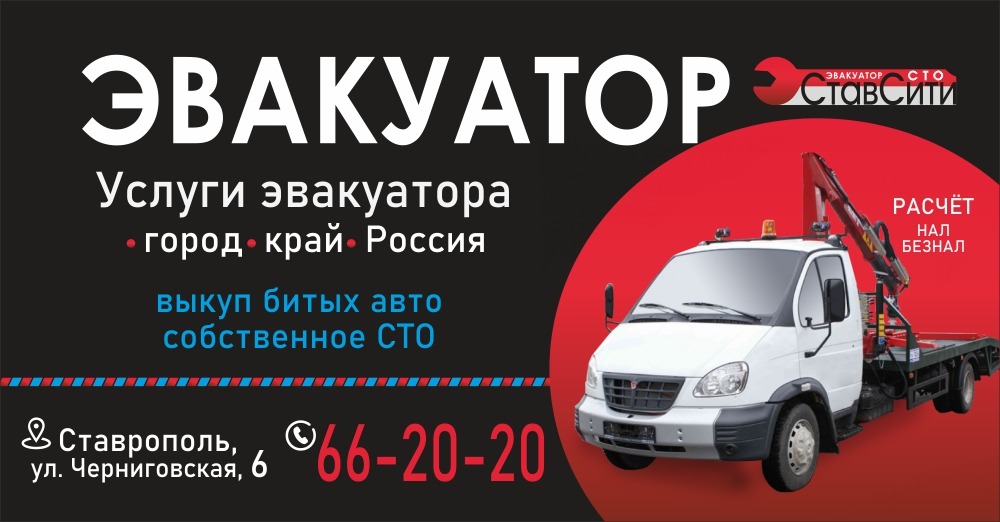 ЭВАКУАТОР
ЭВАКУАТОР СТО
СтавСити
Услуги эвакуатора
• город • край • Россия
РАСЧЁТ
НАЛ
БЕЗНАЛ
выкуп битых авто
собственное СТО
Ставрополь,
ул. Черниговская, 6
66-20-20